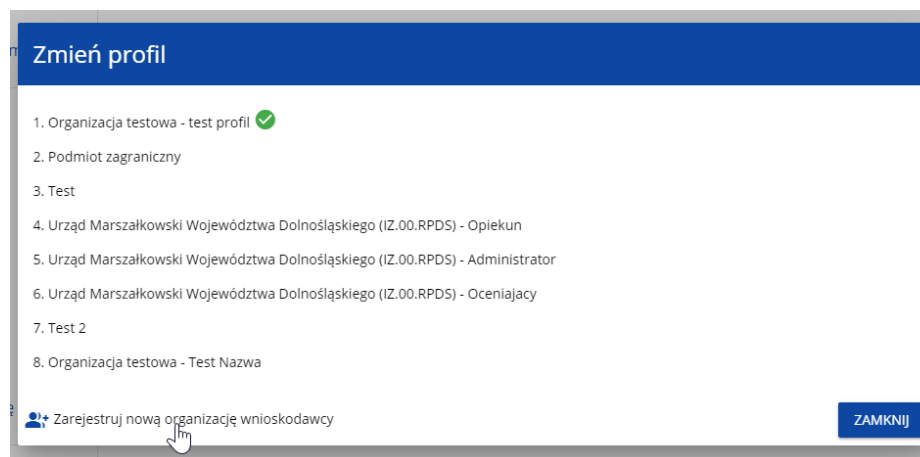 Zmień profil
1. Organizacja testowa - test profil
2. Podmiot zagraniczny
3. Test
4. Urząd Marszałkowski Województwa Dolnośląskiego (IZ.00.RPDS) - Opiekun
5. Urząd Marszałkowski Województwa Dolnośląskiego (IZ.00.RPDS) - Administrator
6. Urząd Marszałkowski Województwa Dolnośląskiego (IZ.00.RPDS) - Oceniajacy
7. Test 2
8. Organizacja testowa - Test Nazwa
Zarejestruj nową organizację wnioskodawcy
ZAMKNIJ